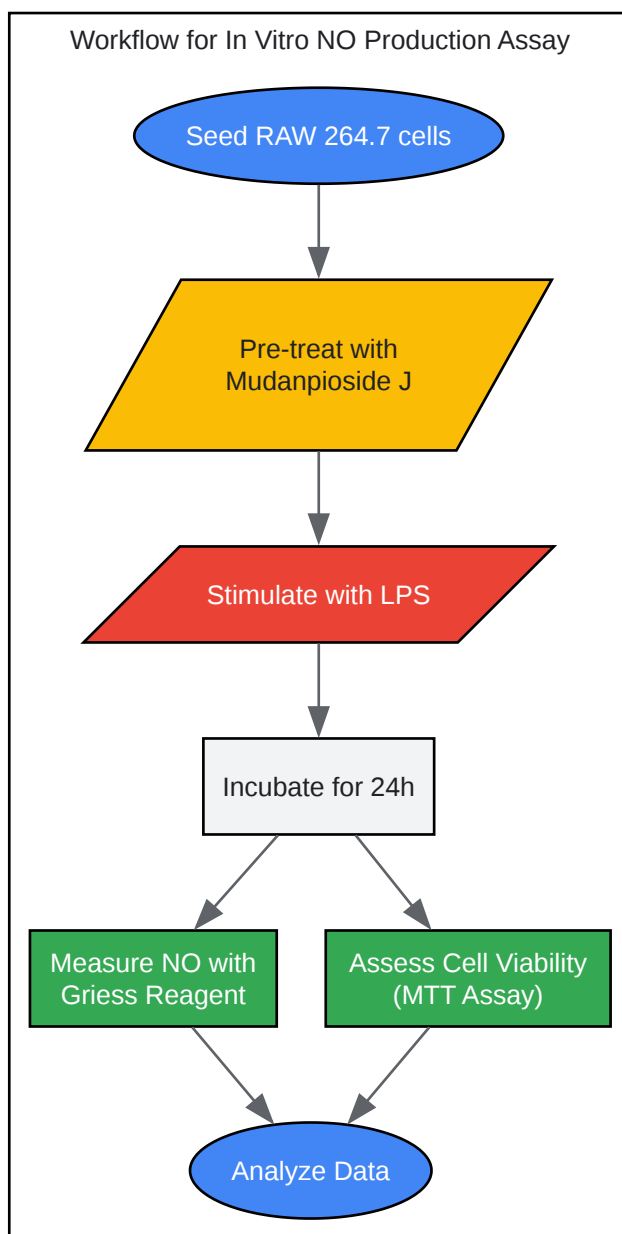 Workflow for In Vitro NO Production Assay
Seed RAW 264.7 cells
Pre-treat with
Mudanpioside J
Stimulate with LPS
Incubate for 24h
Measure NO with
Griess Reagent
Assess Cell Viability
(MTT Assay)
Analyze Data